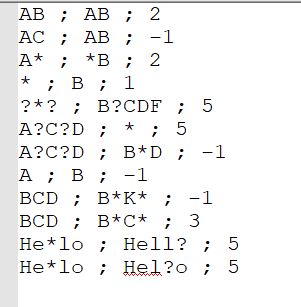 AB ; AB ; 2
AC ; AB ; -1
A* ; *B ; 2
* ; B ; 1
?*? ; B?CDF ; 5
A?C?D ; * ; 5
A?C?D ; B*D ; -1
A ; B ; -1
BCD ; B*K* ; -1
BCD ; B*C* ; 3
He*lo ; Hell? ; 5
He*lo ; Hel?o ; 5